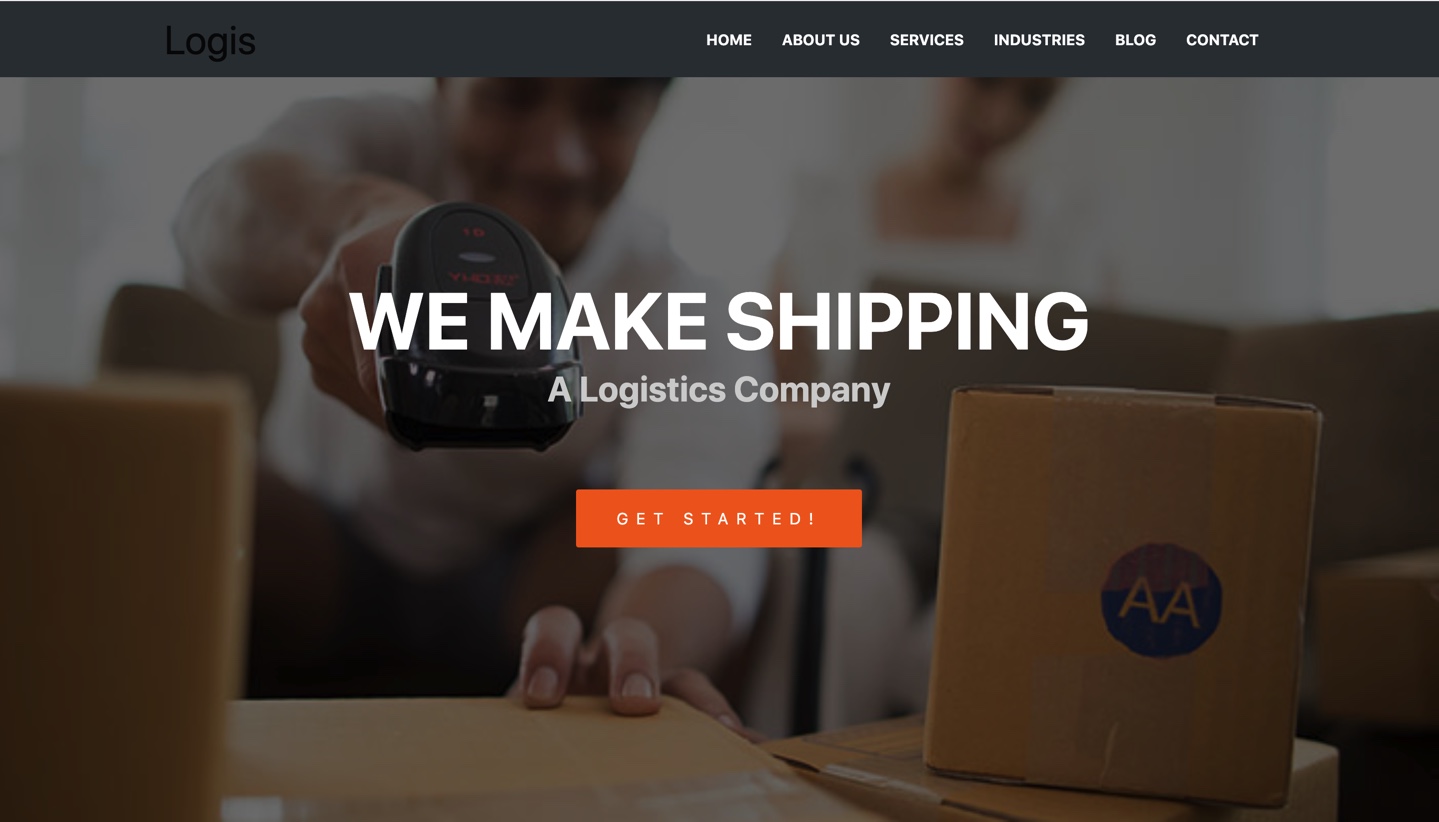 Logis
HOME ABOUT US SERVICES INDUSTRIES BLOG CONTACT
WE MAKE SHIPPING
A Logistics Company
GET STARTED!
AA